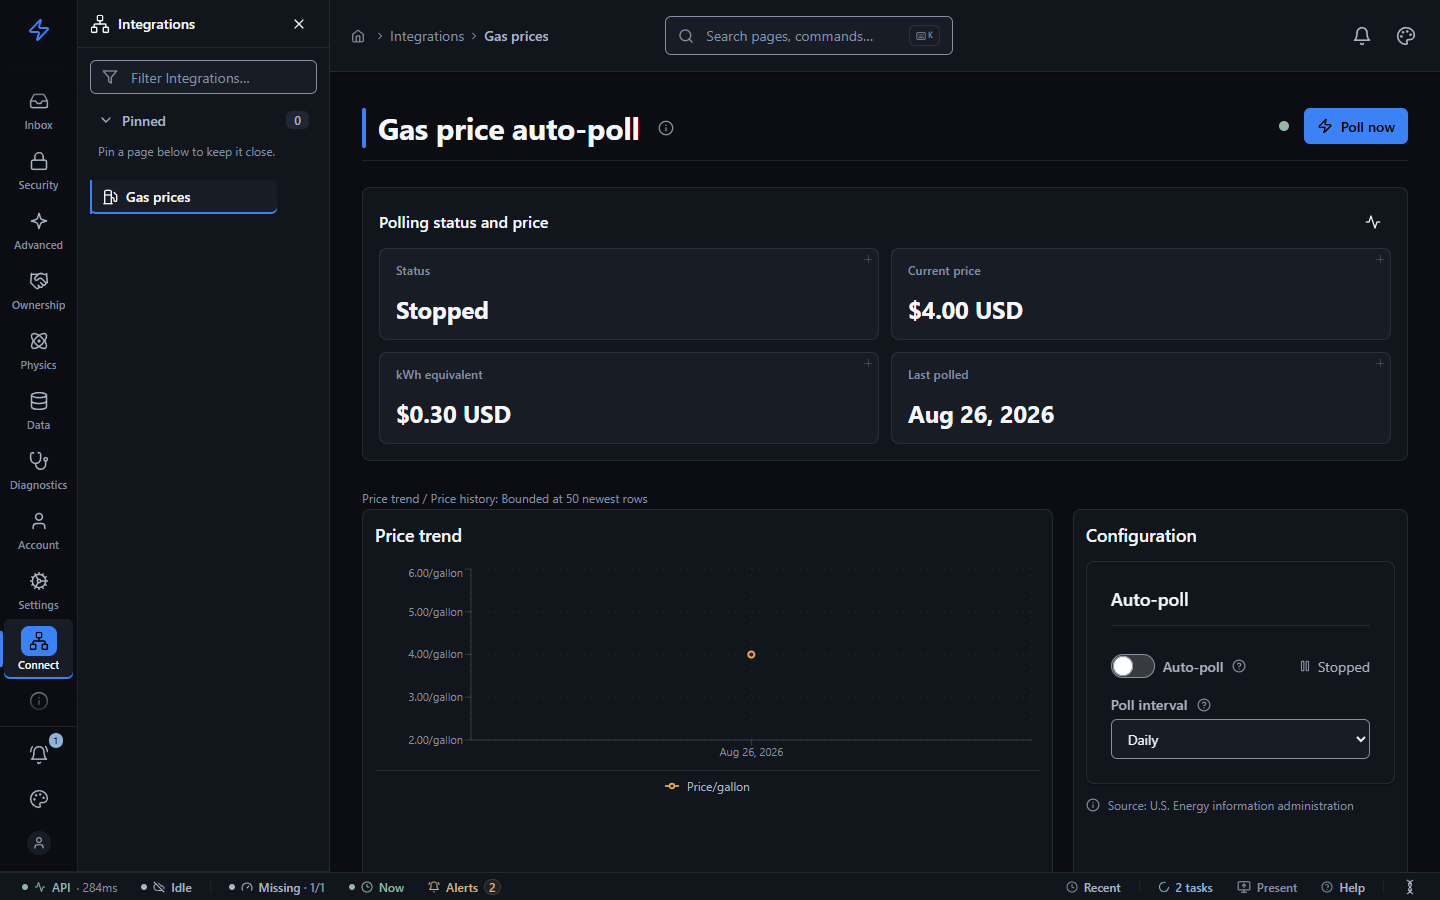 Integrations
Integrations
Gas prices
Search pages, commands...
K
Filter Integrations...
Inbox
Pinned
0
Pin a page below to keep it close.
Gas price auto-poll
Poll now
Security
Gas prices
Advanced
Polling status and price
Ownership
Status
Stopped
Current price
$4.00 USD
Physics
kWh equivalent
$0.30 USD
Last polled
Aug 26, 2026
Data
Diagnostics
Price trend / Price history: Bounded at 50 newest rows
Account
Price trend
Configuration
6.00/gallon
5.00/gallon
4.00/gallon
3.00/gallon
2.00/gallon
Aug 26, 2026
Price/gallon
Auto-poll
Auto-poll
Stopped
Poll interval
Daily
Source: U.S. Energy information administration
Settings
Connect
1
API · 284ms
Idle
Missing · 1/1
Now
Alerts 2
Recent
2 tasks
Present
Help